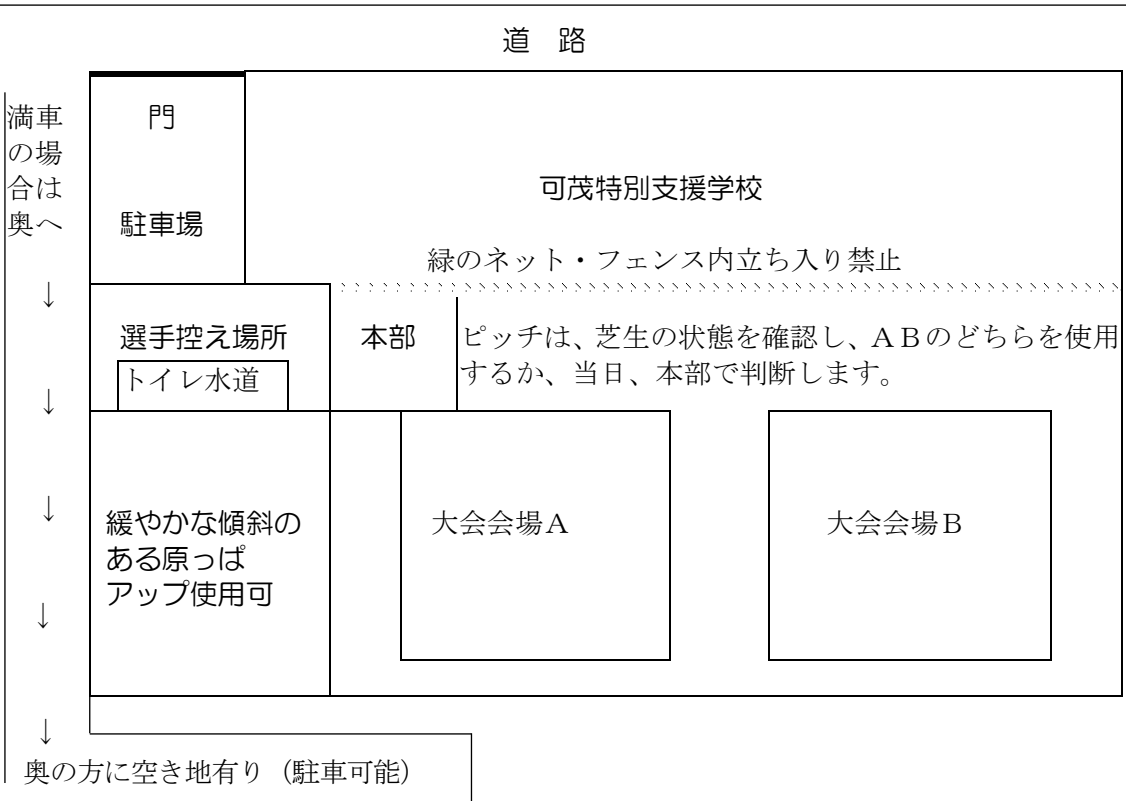 道 路
満車
の場
合は
奥へ
↓
↓
↓
↓
↓
門
駐車場
可茂特別支援学校
緑のネット・フェンス内立ち入り禁止
選手控え場所
トイレ水道
本部
ピッチは、芝生の状態を確認し、ＡＢのどちらを使用
するか、当日、本部で判断します。
緩やかな傾斜の
ある原っぱ
アップ使用可
大会会場Ａ
大会会場Ｂ
奥の方に空き地有り（駐車可能）